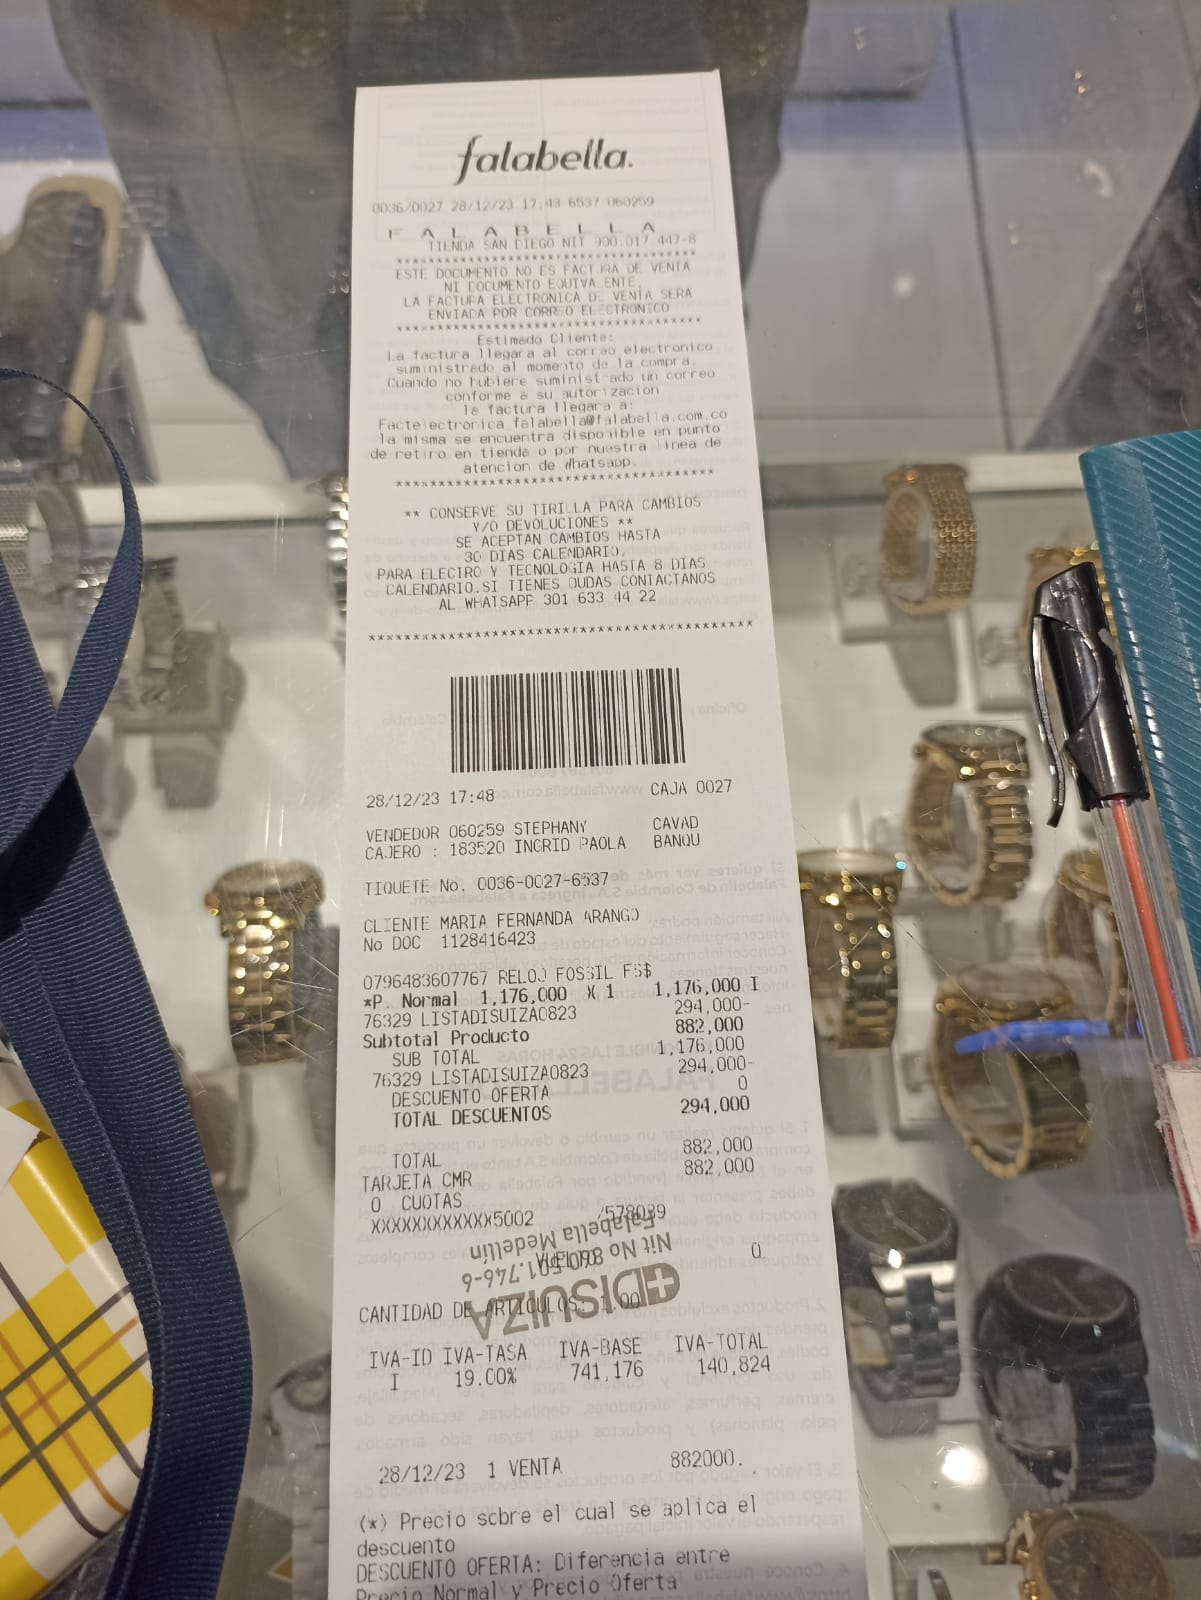 falabella.
0036/0027 28/12/23 17:48 6537 060259
F A L A B E L L A
TIENDA SAN DIEGO NIT 900.017.447-8
****************************************
ESTE DOCUMENTO NO ES FACTURA DE VENTA
NI DOCUMENTO EQUIVALENTE,
LA FACTURA ELECTRONICA DE VENTA SERA
ENVIADA POR CORREO ELECTRONICO
****************************************
Estimado Cliente:
La factura llegara al correo electronico
suministrado al momento de la compra.
Cuando no hubiere suministrado un correo
conforme a su autorizacion
la factura llegara a:
Factelectronica.falabella@falabella.com.co
la misma se encuentra disponible en punto
de retiro en tienda o por nuestra linea de
atencion de Whatsapp.
****************************************
** CONSERVE SU TIRILLA PARA CAMBIOS
Y/O DEVOLUCIONES **
SE ACEPTAN CAMBIOS HASTA
30 DIAS CALENDARIO.
PARA ELECTRO Y TECNOLOGIA HASTA 8 DIAS
CALENDARIO.SI TIENES DUDAS CONTACTANOS
AL WHATSAPP 301 633 44 22
****************************************
28/12/23 17:48 CAJA 0027
VENDEDOR 060259 STEPHANY CAVAD
CAJERO : 183520 INGRID PAOLA BANQU
TIQUETE No. 0036-0027-6537
CLIENTE MARIA FERNANDA ARANGO
No DOC 1128416423
0796483607767 RELOJ FOSSIL FS$
*P. Normal 1,176,000 X 1 1,176,000 I
76329 LISTADISUIZA0823 294,000-
Subtotal Producto 882,000
SUB TOTAL 1,176,000
76329 LISTADISUIZA0823 294,000-
DESCUENTO OFERTA 0
TOTAL DESCUENTOS 294,000
TOTAL 882,000
TARJETA CMR 882,000
0 CUOTAS
XXXXXXXXXXXX5002 /578039
VUELTO 0
+DISUIZA
Falabella Medellín
CANTIDAD DE ARTICULOS: 1.00
IVA-ID IVA-TASA IVA-BASE IVA-TOTAL
I 19.00% 741,176 140,824
28/12/23 1 VENTA 882000.
(*) Precio sobre el cual se aplica el
descuento
DESCUENTO OFERTA: Diferencia entre
Precio Normal y Precio Oferta